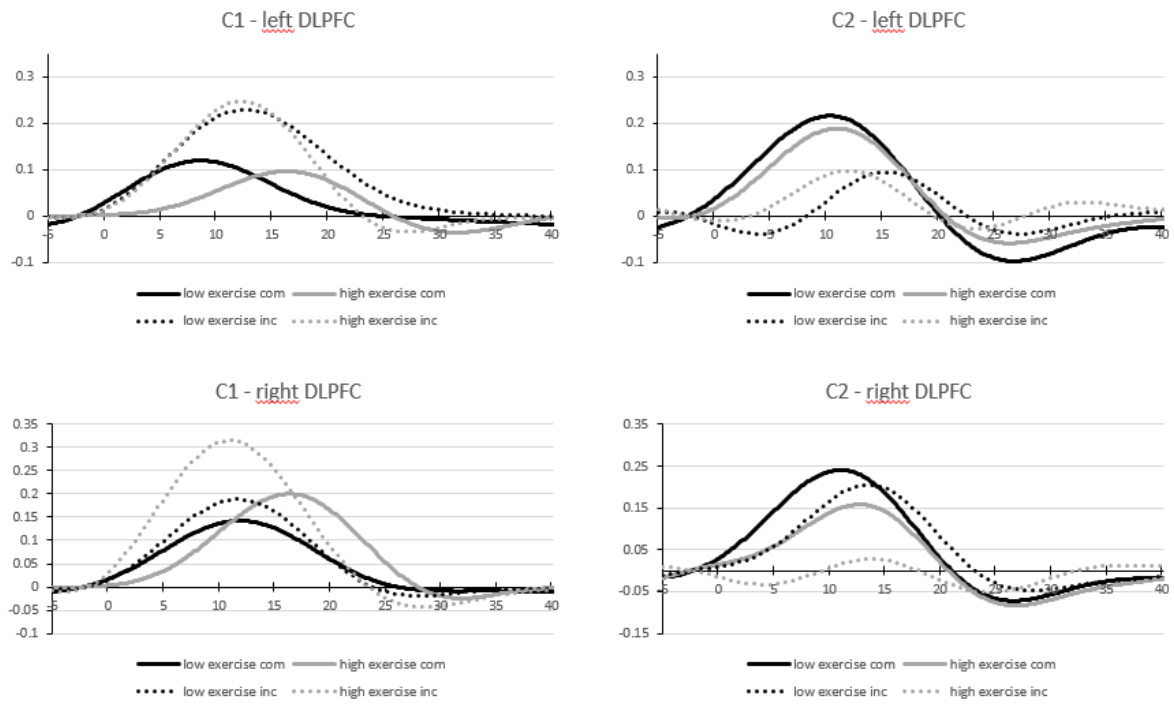 C1 - left DLPFC
0.3
0.2
0.1
0
-0.1
-5 0 5 10 15 20 25 30 35 40
low exercise com high exercise com
low exercise inc high exercise inc
C2 - left DLPFC
0.3
0.2
0.1
0
-0.1
-5 0 5 10 15 20 25 30 35 40
low exercise com high exercise com
low exercise inc high exercise inc
C1 - right DLPFC
0.35
0.3
0.25
0.2
0.15
0.1
0.05
0
-0.05
-0.1
-5 0 5 10 15 20 25 30 35 40
low exercise com high exercise com
low exercise inc high exercise inc
C2 - right DLPFC
0.35
0.25
0.15
0.05
-0.05
-0.15
-5 0 5 10 15 20 25 30 35 40
low exercise com high exercise com
low exercise inc high exercise inc